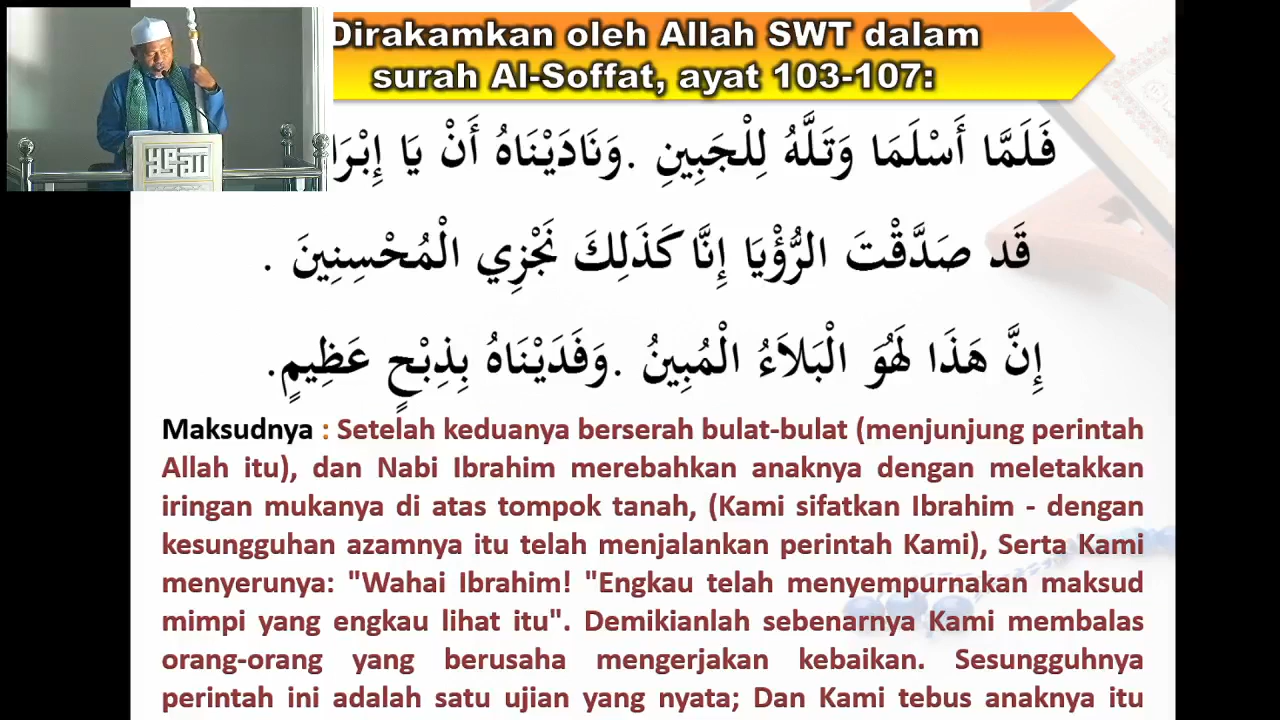 Dirakamkan oleh Allah SWT dalam
surah Al-Soffat, ayat 103-107:
فَلَمَّا أَسْلَمَا وَتَلَّهُ لِلْجَبِينِ .وَنَادَيْنَاهُ أَنْ يَا
قَد صَدَّقْتَ الرُّؤْيَا إِنَّا كَذَلِكَ نَجْزِي الْمُحْسِنِينَ .
إِنَّ هَذَا لَهُوَ الْبَلاَءُ الْمُبِينُ .وَفَدَيْنَاهُ بِذِبْحٍ عَظِيمٍ.
Maksudnya : Setelah keduanya berserah bulat-bulat (menjunjung perintah
Allah itu), dan Nabi Ibrahim merebahkan anaknya dengan meletakkan
iringan mukanya di atas tompok tanah, (Kami sifatkan Ibrahim - dengan
kesungguhan azamnya itu telah menjalankan perintah Kami), Serta Kami
menyerunya: "Wahai Ibrahim! "Engkau telah menyempurnakan maksud
mimpi yang engkau lihat itu". Demikianlah sebenarnya Kami membalas
orang-orang yang berusaha mengerjakan kebaikan. Sesungguhnya
perintah ini adalah satu ujian yang nyata; Dan Kami tebus anaknya itu